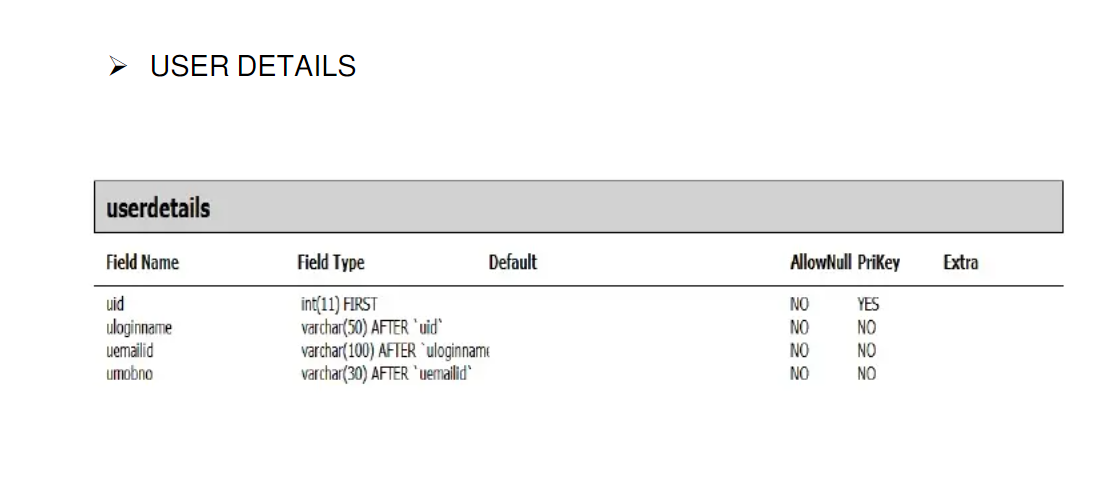 ➢ USER DETAILS
userdetails
Field Name Field Type Default AllowNull PriKey Extra
uid int(11) FIRST NO YES
uloginname varchar(50) AFTER `uid` NO NO
uemailid varchar(100) AFTER `uloginname NO NO
umobno varchar(30) AFTER `uemailid` NO NO